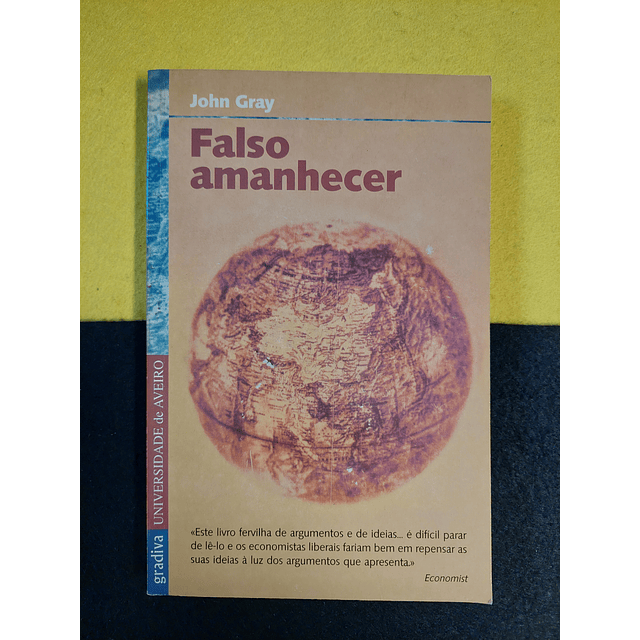 John Gray
Falso
amanhecer
«Este livro fervilha de argumentos e de ideias... é difícil parar
de lê-lo e os economistas liberais fariam bem em repensar as
suas ideias à luz dos argumentos que apresenta.»
Economist
gradiva UNIVERSIDADE de AVEIRO